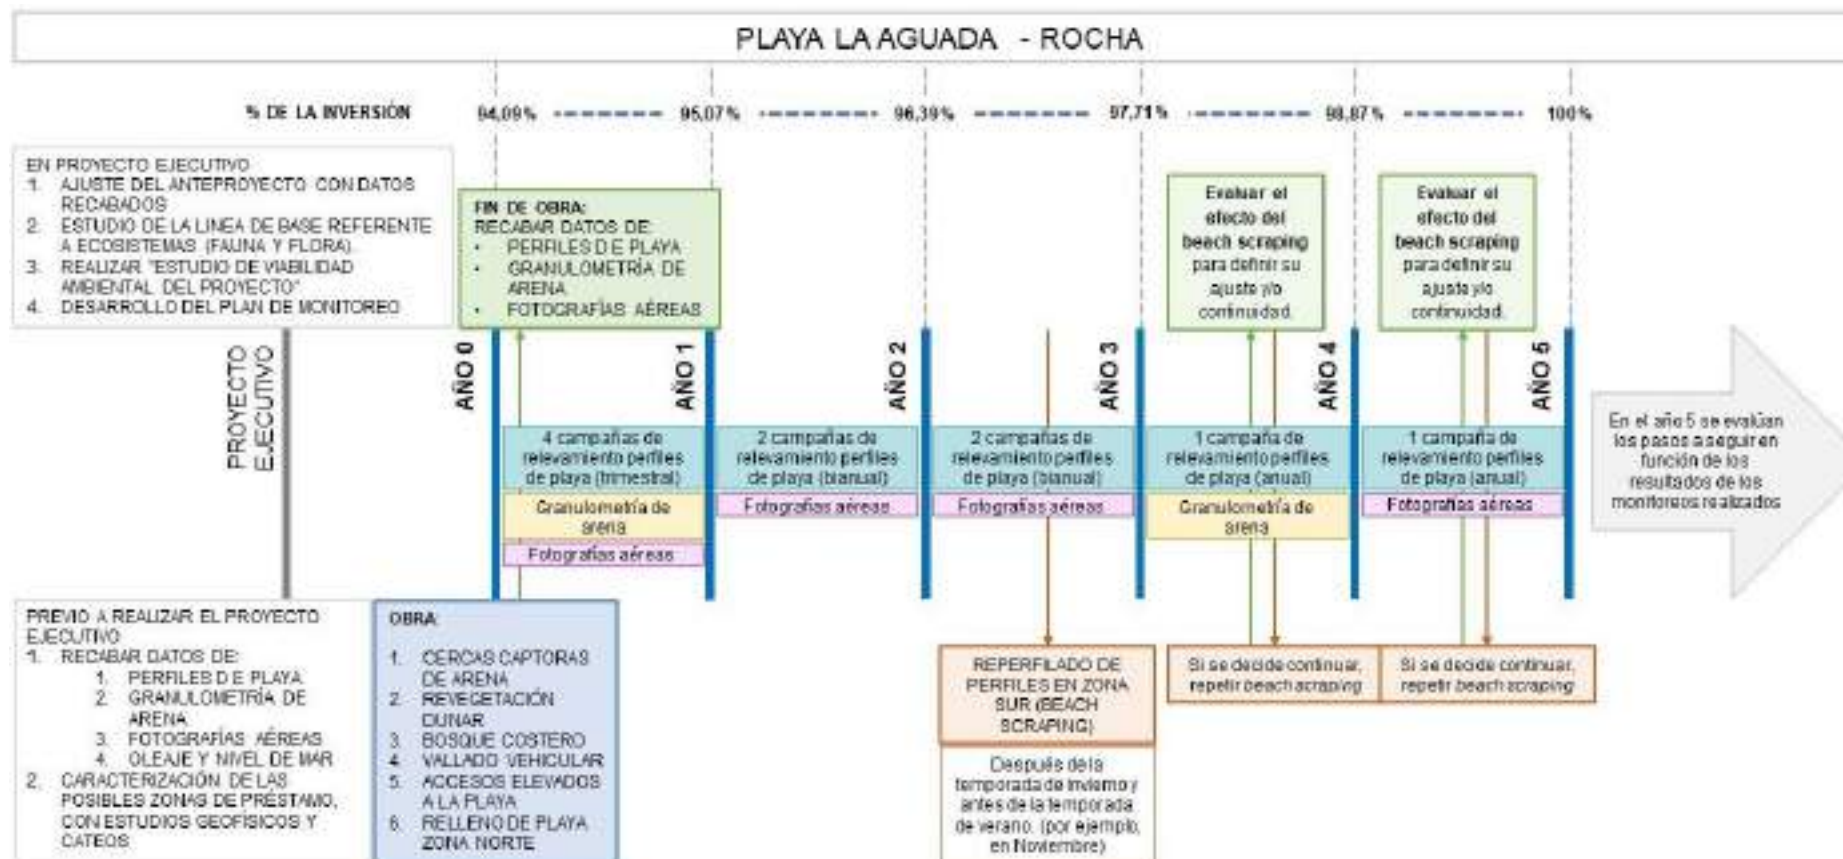 PLAYA LA AGUADA - ROCHA
% DE LA INVERSIÓN
94,09%
95,07%
96,39%
97,71%
98,87%
100%
EN PROYECTO EJECUTIVO
1. AJUSTE DEL ANTEPROYECTO CON DATOS
RECABADOS
2. ESTUDIO DE LA LINEA DE BASE REFERENTE
A ECOSISTEMAS (FAUNA Y FLORA).
3. REALIZAR "ESTUDIO DE VIABILIDAD
AMBIENTAL DEL PROYECTO"
4. DESARROLLO DEL PLAN DE MONITOREO
FIN DE OBRA:
RECABAR DATOS DE:
• PERFILES D E PLAYA
• GRANULOMETRÍA DE
ARENA
• FOTOGRAFÍAS AÉREAS
Evaluar el
efecto del
beach scraping
para definir su
ajuste y/o
continuidad.
Evaluar el
efecto del
beach scraping
para definir su
ajuste y/o
continuidad.
PROYECTO
EJECUTIVO
AÑO 0
AÑO 1
AÑO 2
AÑO 3
AÑO 4
AÑO 5
4 campañas de
relevamiento perfiles
de playa (trimestral)
Granulometría de
arena
Fotografías aéreas
2 campañas de
relevamiento perfiles
de playa (bianual)
Fotografías aéreas
2 campañas de
relevamiento perfiles
de playa (bianual)
Fotografías aéreas
1 campaña de
relevamiento perfiles
de playa (anual)
Granulometría de
arena
1 campaña de
relevamiento perfiles
de playa (anual)
Fotografías aéreas
En el año 5 se evalúan
los pasos a seguir en
función de los
resultados de los
monitoreos realizados
PREVIO A REALIZAR EL PROYECTO
EJECUTIVO
1. RECABAR DATOS DE:
1. PERFILES D E PLAYA
2. GRANULOMETRÍA DE
ARENA
3. FOTOGRAFÍAS AÉREAS
4. OLEAJE Y NIVEL DE MAR
2. CARACTERIZACIÓN DE LAS
POSIBLES ZONAS DE PRÉSTAMO,
CON ESTUDIOS GEOFÍSICOS Y
CATEOS
OBRA:
1. CERCAS CAPTORAS
DE ARENA
2. REVEGETACIÓN
DUNAR
3. BOSQUE COSTERO
4. VALLADO VEHICULAR
5. ACCESOS ELEVADOS
A LA PLAYA
6. RELLENO DE PLAYA
ZONA NORTE
REPERFILADO DE
PERFILES EN ZONA
SUR (BEACH
SCRAPING)
Después de la
temporada de invierno y
antes de la temporada
de verano. (por ejemplo,
en Noviembre)
Si se decide continuar,
repetir beach scraping
Si se decide continuar,
repetir beach scraping